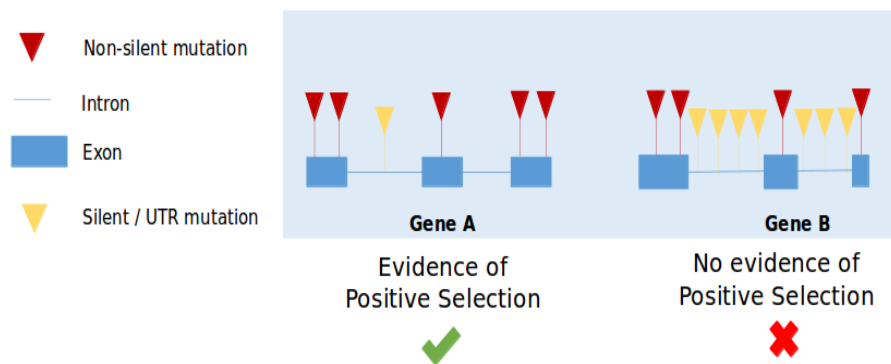 Non-silent mutation
Intron
Exon
Silent / UTR mutation
Gene A
Gene B
Evidence of
Positive Selection
No evidence of
Positive Selection